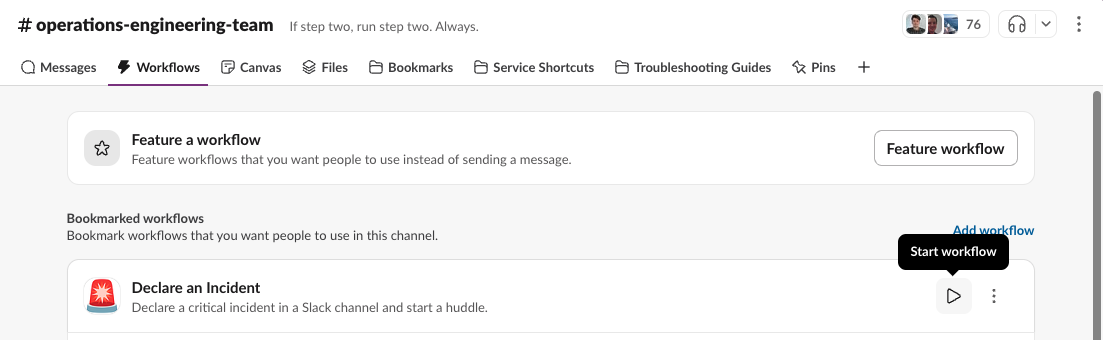 # operations-engineering-team If step two, run step two. Always. 76
Messages Workflows Canvas Files Bookmarks Service Shortcuts Troubleshooting Guides Pins +
Feature a workflow
Feature workflows that you want people to use instead of sending a message.
Feature workflow
Bookmarked workflows
Bookmark workflows that you want people to use in this channel.
Add workflow
Start workflow
Declare an Incident
Declare a critical incident in a Slack channel and start a huddle.